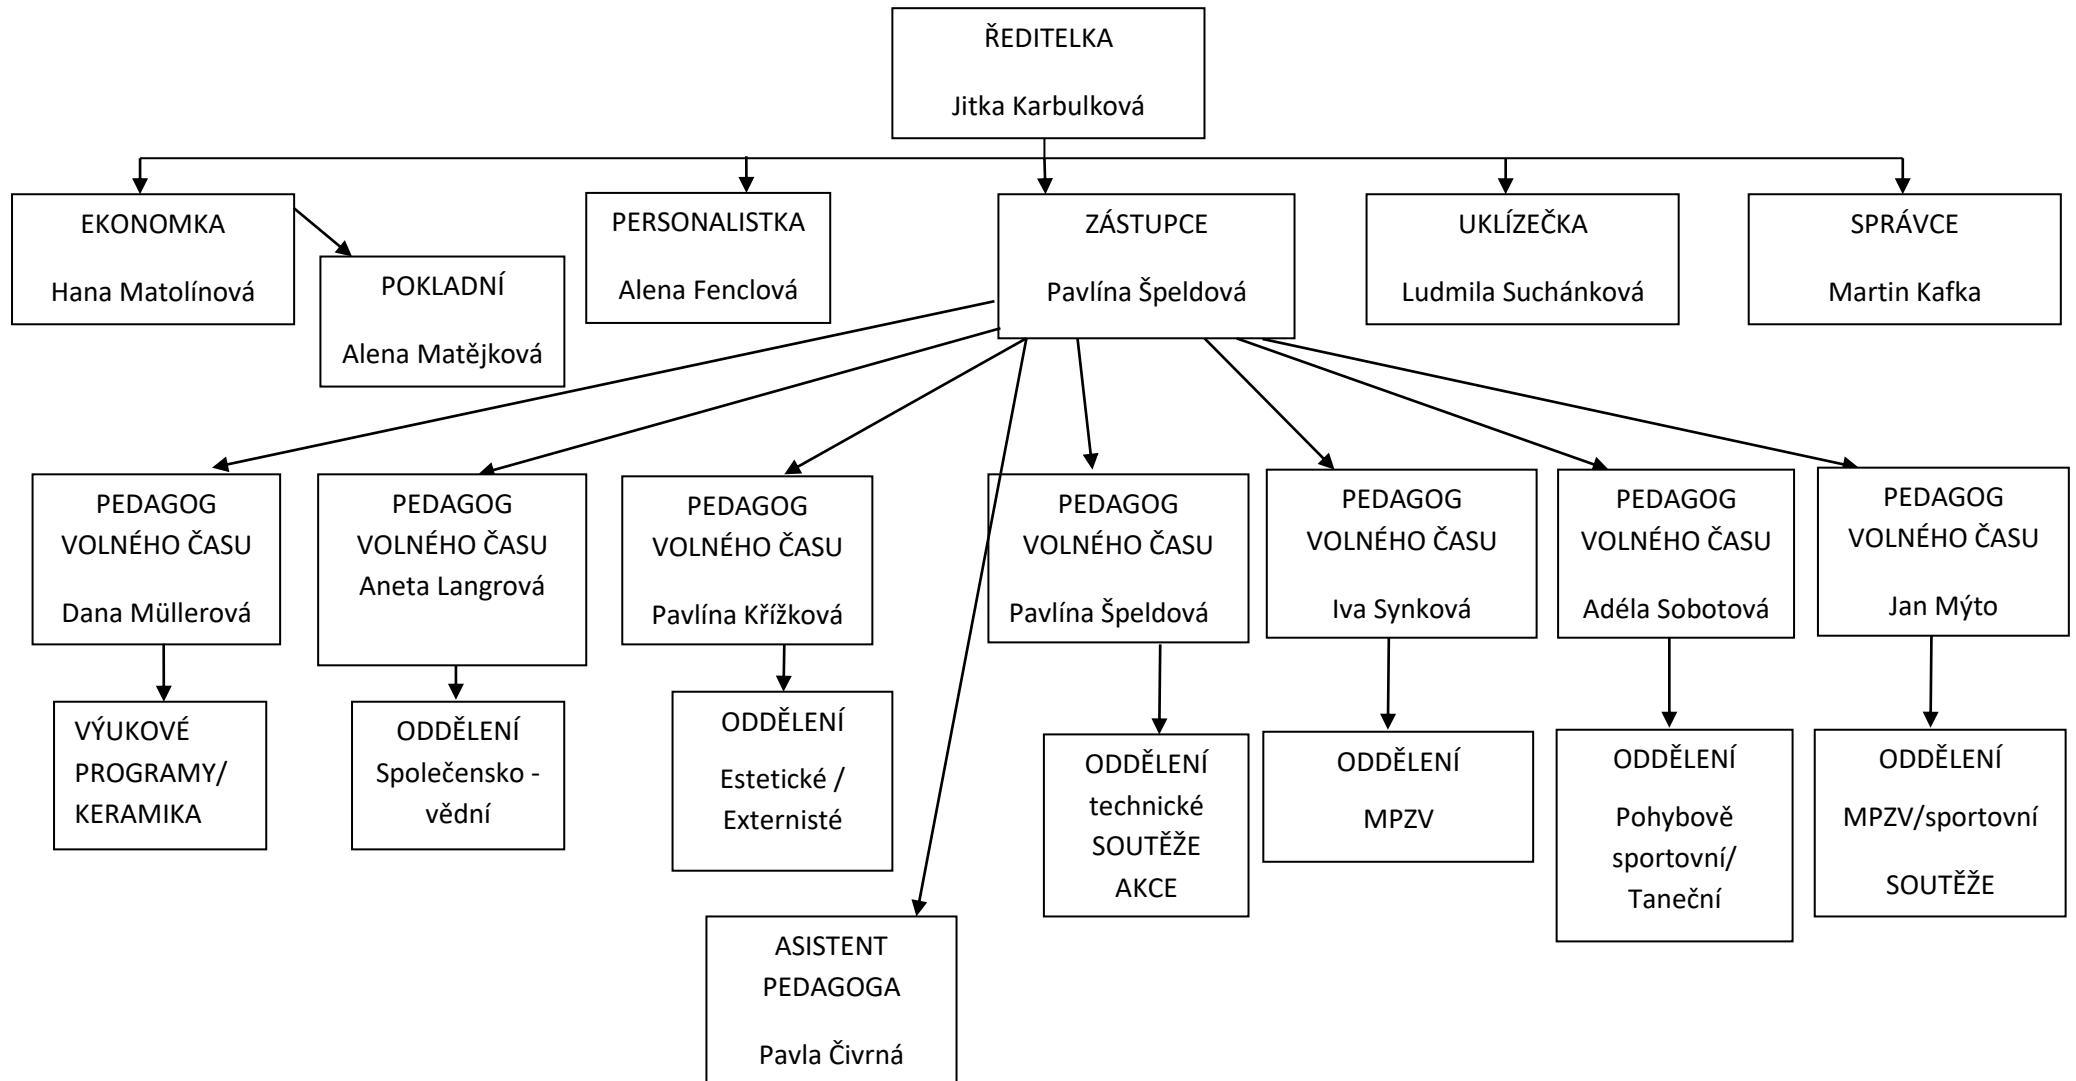 ŘEDITELKA
Jitka Karbulková
EKONOMKA
Hana Matolínová
POKLADNÍ
Alena Matějková
PERSONALISTKA
Alena Fenclová
ZÁSTUPCE
Pavlína Špeldová
UKLÍZEČKA
Ludmila Suchánková
SPRÁVCE
Martin Kafka
PEDAGOG
VOLNÉHO ČASU
Dana Müllerová
PEDAGOG
VOLNÉHO ČASU
Aneta Langrová
PEDAGOG
VOLNÉHO ČASU
Pavlína Křížková
PEDAGOG
VOLNÉHO ČASU
Pavlína Špeldová
PEDAGOG
VOLNÉHO ČASU
Iva Synková
PEDAGOG
VOLNÉHO ČASU
Adéla Sobotová
PEDAGOG
VOLNÉHO ČASU
Jan Mýto
VÝUKOVÉ
PROGRAMY/
KERAMIKA
ODDĚLENÍ
Společensko -
vědní
ODDĚLENÍ
Estetické /
Externisté
ODDĚLENÍ
technické
SOUTĚŽE
AKCE
ODDĚLENÍ
MPZV
ODDĚLENÍ
Pohybově
sportovní/
Taneční
ODDĚLENÍ
MPZV/sportovní
SOUTĚŽE
ASISTENT
PEDAGOGA
Pavla Čivrná